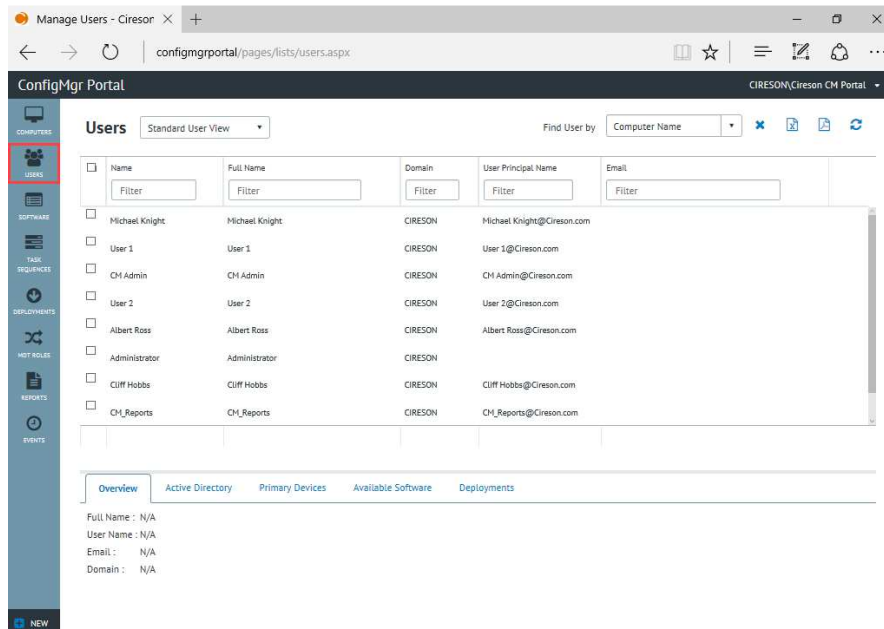 Manage Users - Cireson
configmgrportal/pages/lists/users.aspx
ConfigMgr Portal
CIRESON\Cireson CM Portal
COMPUTERS
USERS
SOFTWARE
TASK
SEQUENCES
DEPLOYMENTS
MDT ROLES
REPORTS
EVENTS
NEW
Users Standard User View Find User by Computer Name
Name Full Name Domain User Principal Name Email
Filter Filter Filter Filter Filter
Michael Knight Michael Knight CIRESON Michael Knight@Cireson.com
User 1 User 1 CIRESON User 1@Cireson.com
CM Admin CM Admin CIRESON CM Admin@Cireson.com
User 2 User 2 CIRESON User 2@Cireson.com
Albert Ross Albert Ross CIRESON Albert Ross@Cireson.com
Administrator Administrator CIRESON
Cliff Hobbs Cliff Hobbs CIRESON Cliff Hobbs@Cireson.com
CM_Reports CM_Reports CIRESON CM_Reports@Cireson.com
Overview Active Directory Primary Devices Available Software Deployments
Full Name : N/A
User Name : N/A
Email : N/A
Domain : N/A